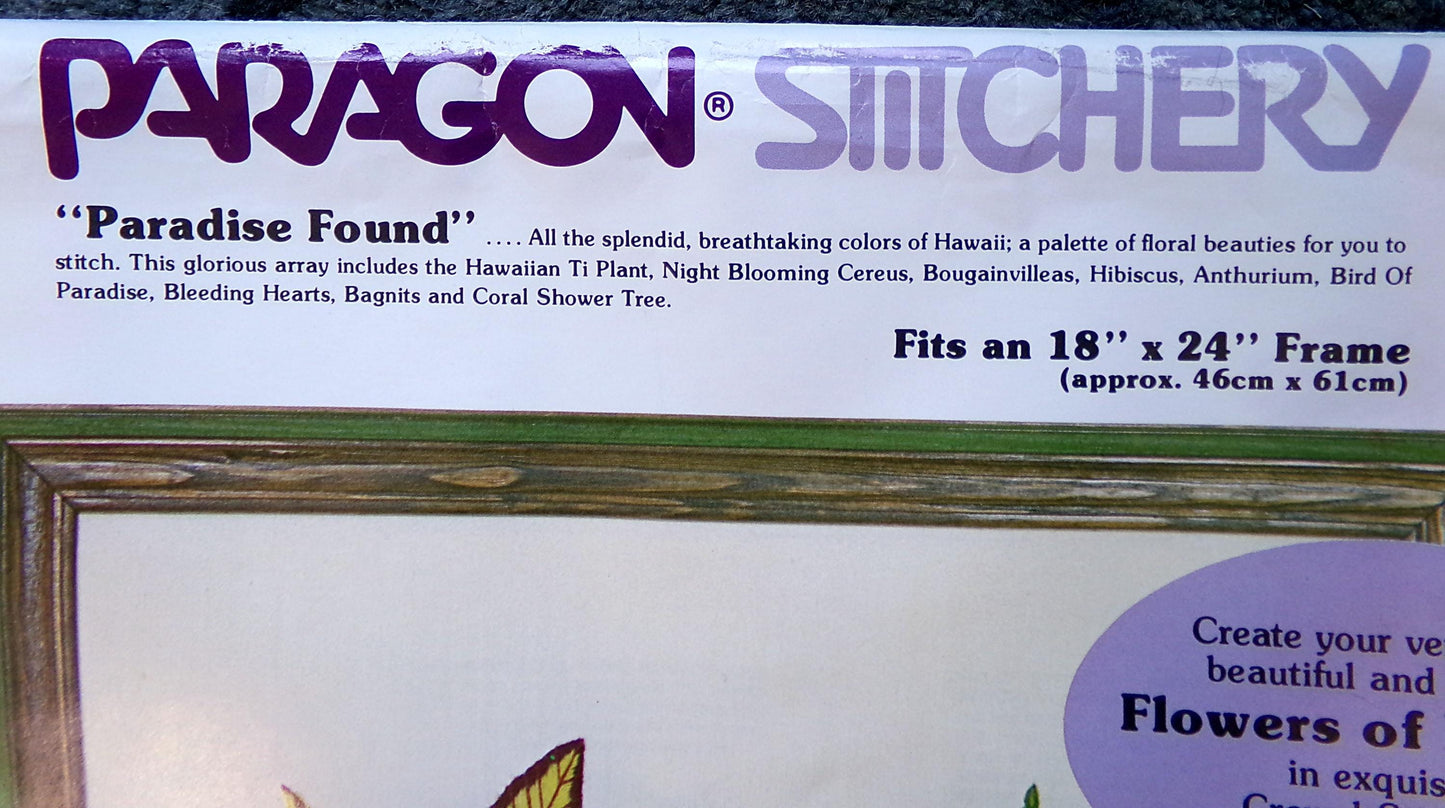 PARAGON® STITCHERY
“Paradise Found” .... All the splendid, breathtaking colors of Hawaii; a palette of floral beauties for you to
stitch. This glorious array includes the Hawaiian Ti Plant, Night Blooming Cereus, Bougainvilleas, Hibiscus, Anthurium, Bird Of
Paradise, Bleeding Hearts, Bagnits and Coral Shower Tree.
Fits an 18” x 24” Frame
(approx. 46cm x 61cm)
Create your ve
beautiful and
Flowers of
in exquis